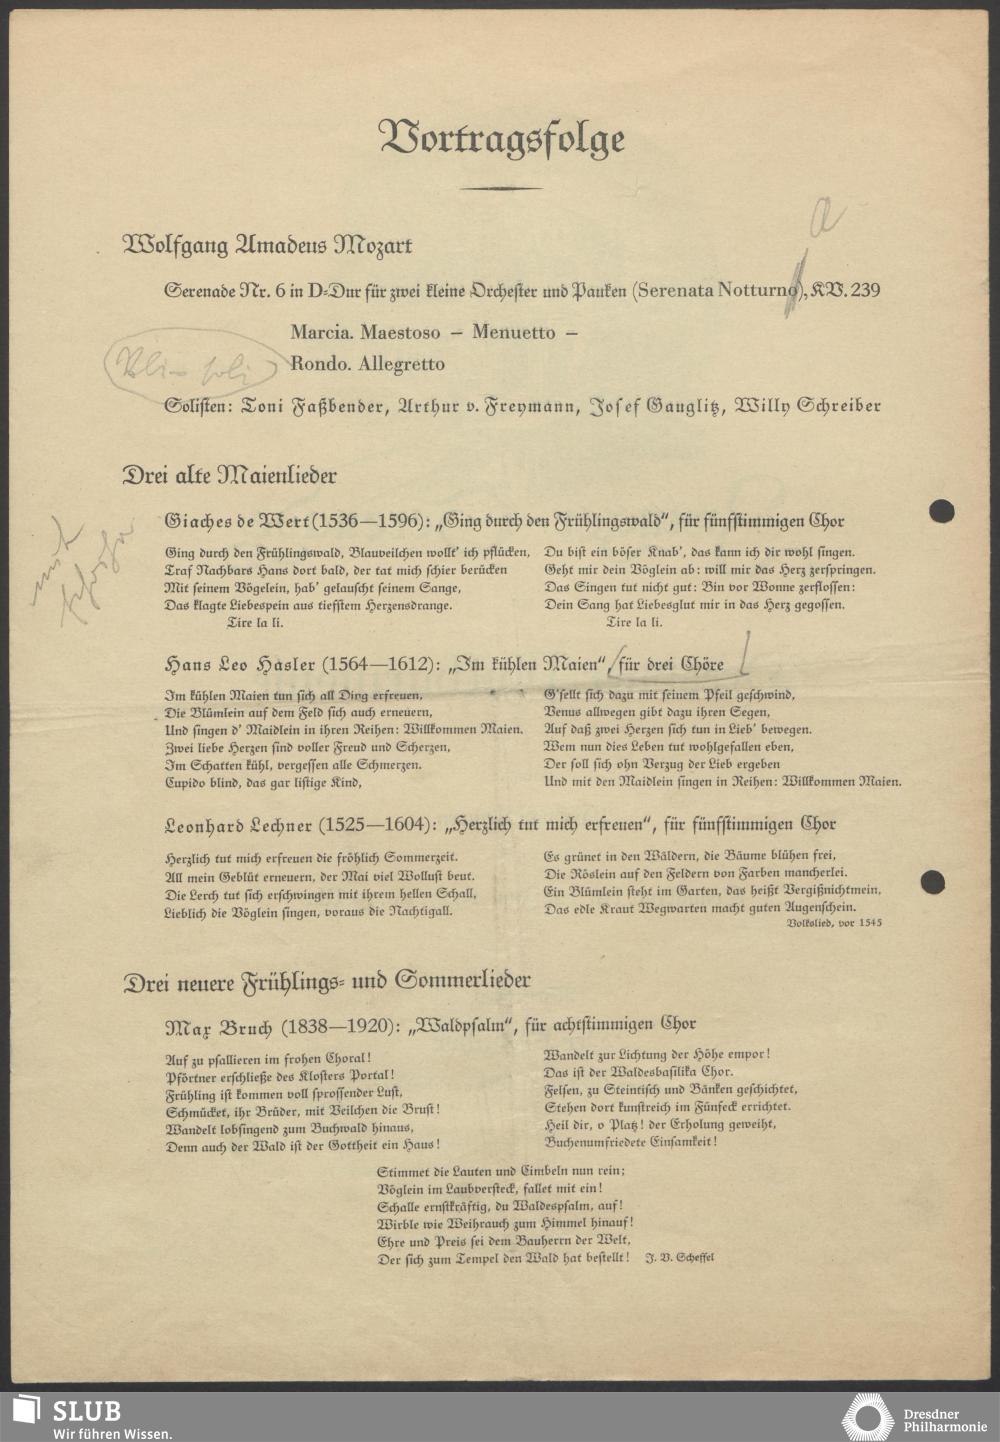 Vortragsfolge
a
Wolfgang Amadeus Mozart
Serenade Nr. 6 in D-Dur für zwei kleine Orchester und Pauken (Serenata Notturno), KV. 239
Marcia. Maestoso – Menuetto –
Rondo. Allegretto
Solisten: Toni Faßbender, Arthur v. Freymann, Josef Gauglitz, Willy Schreiber
Drei alte Maienlieder
Giaches de Wert (1536—1596): „Ging durch den Frühlingswald“, für fünfstimmigen Chor
Ging durch den Frühlingswald, Blauveilchen wollt' ich pflücken,
Traf Nachbars Hans dort bald, der tat mich schier berücken
Mit seinem Vögelein, hab' gelauscht seinem Sange,
Das klagte Liebespein aus tiefstem Herzensdrange.
Tire la li.
Du bist ein böser Knab', das kann ich dir wohl singen.
Geht mir dein Vöglein ab: will mir das Herz zerspringen.
Das Singen tut nicht gut: Bin vor Wonne zerflossen:
Dein Sang hat Liebesglut mir in das Herz gegossen.
Tire la li.
mit
Hans Leo Hasler (1564—1612): „Im kühlen Maien“, für drei Chöre
Im kühlen Maien tun sich all Ding erfreuen,
Die Blümlein auf dem Feld sich auch erneuern,
Und singen d' Maidlein in ihren Reihen: Willkommen Maien.
Zwei liebe Herzen sind voller Freud und Scherzen,
Im Schatten kühl, vergessen alle Schmerzen.
Cupido blind, das gar listige Kind,
G'sellt sich dazu mit seinem Pfeil geschwind,
Venus allwegen gibt dazu ihren Segen,
Auf daß zwei Herzen sich tun in Lieb' bewegen.
Wem nun dies Leben tut wohlgefallen eben,
Der soll sich ohn Verzug der Lieb ergeben
Und mit den Maidlein singen in Reihen: Willkommen Maien.
Leonhard Lechner (1525—1604): „Herzlich tut mich erfreuen“, für fünfstimmigen Chor
Herzlich tut mich erfreuen die fröhlich Sommerzeit.
All mein Geblüt erneuern, der Mai viel Wollust beut.
Die Lerch tut sich erschwingen mit ihrem hellen Schall,
Lieblich die Vöglein singen, voraus die Nachtigall.
Es grünet in den Wäldern, die Bäume blühen frei,
Die Röslein auf den Feldern von Farben mancherlei.
Ein Blümlein steht im Garten, das heißt Vergißnichtmein,
Das edle Kraut Wegwarten macht guten Augenschein.
Volkslied, vor 1545
Drei neuere Frühlings- und Sommerlieder
Max Bruch (1838—1920): „Waldpsalm“, für achtstimmigen Chor
Auf zu psallieren im frohen Choral!
Pförtner erschließe des Klosters Portal!
Frühling ist kommen voll sprossender Lust,
Schmücket, ihr Brüder, mit Veilchen die Brust!
Wandelt lobsingend zum Buchwald hinaus,
Denn auch der Wald ist der Gottheit ein Haus!
Wandelt zur Lichtung der Höhe empor!
Das ist der Waldesbasilika Chor.
Felsen, zu Steintisch und Bänken geschichtet,
Stehen dort kunstreich im Fünfeck errichtet.
Heil dir, o Platz! der Erholung geweiht,
Buchenumfriedete Einsamkeit!
Stimmet die Lauten und Cimbeln nun rein;
Vöglein im Laubversteck, fallet mit ein!
Schalle ernstkräftig, du Waldespsalm, auf!
Wirble wie Weihrauch zum Himmel hinauf!
Ehre und Preis sei dem Bauherrn der Welt,
Der sich zum Tempel den Wald hat bestellt! J. V. Scheffel
SLUB
Wir führen Wissen.
Dresdner
Philharmonie